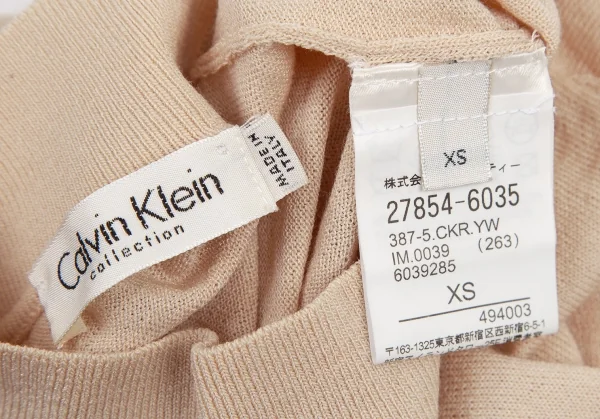 Calvin Klein
collection
MADE IN
ITALY
XS
株式会 ティー
27854-6035
387-5.CKR.YW
IM.0039 (263)
6039285
XS
494003
〒163-1325東京都新宿区西新宿6-5-1